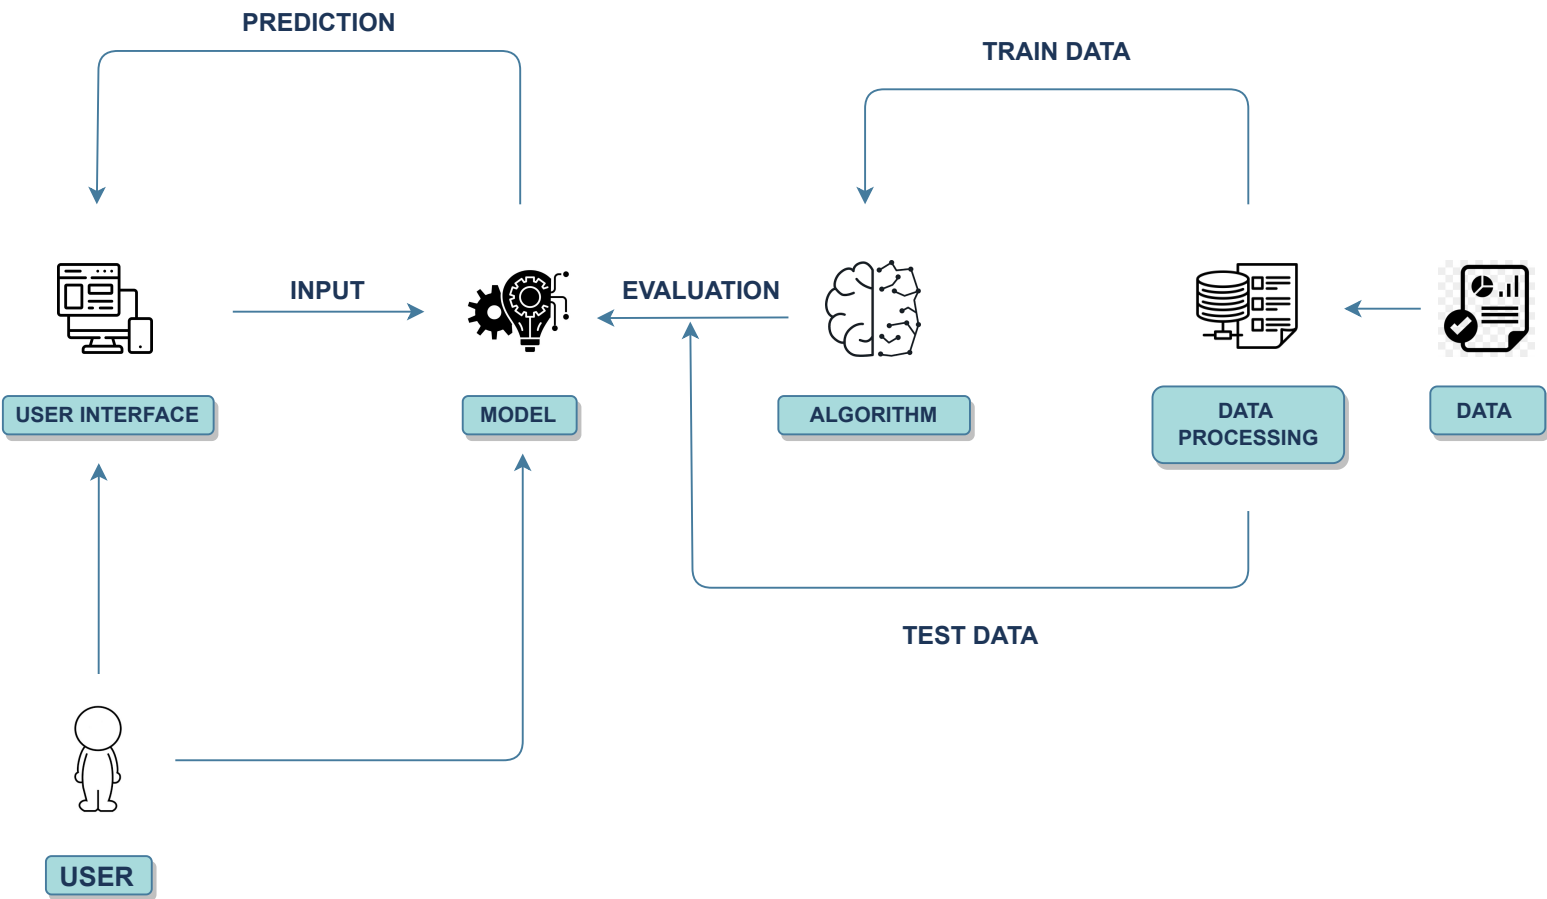 PREDICTION
TRAIN DATA
INPUT
EVALUATION
USER INTERFACE
MODEL
ALGORITHM
DATA
PROCESSING
DATA
TEST DATA
USER